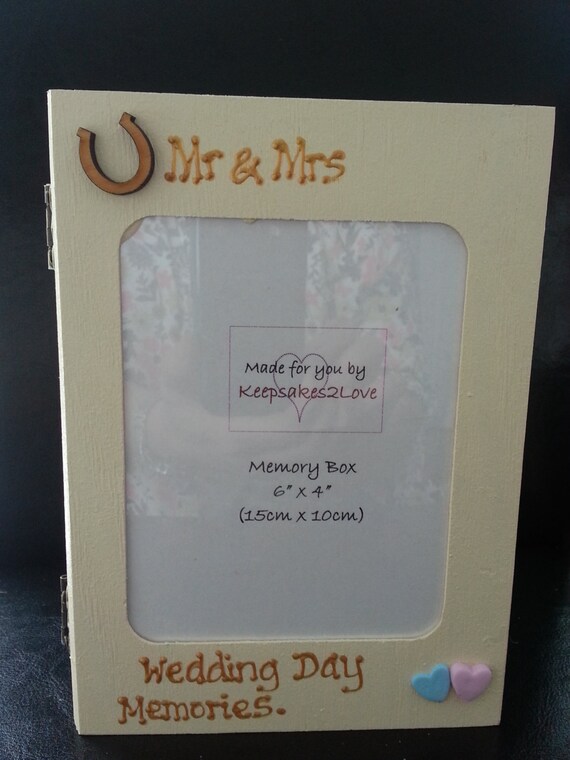 Mr & Mrs
Made for you by
Keepsakes2Love
Memory Box
6" x 4"
(15cm x 10cm)
Wedding Day
Memories.